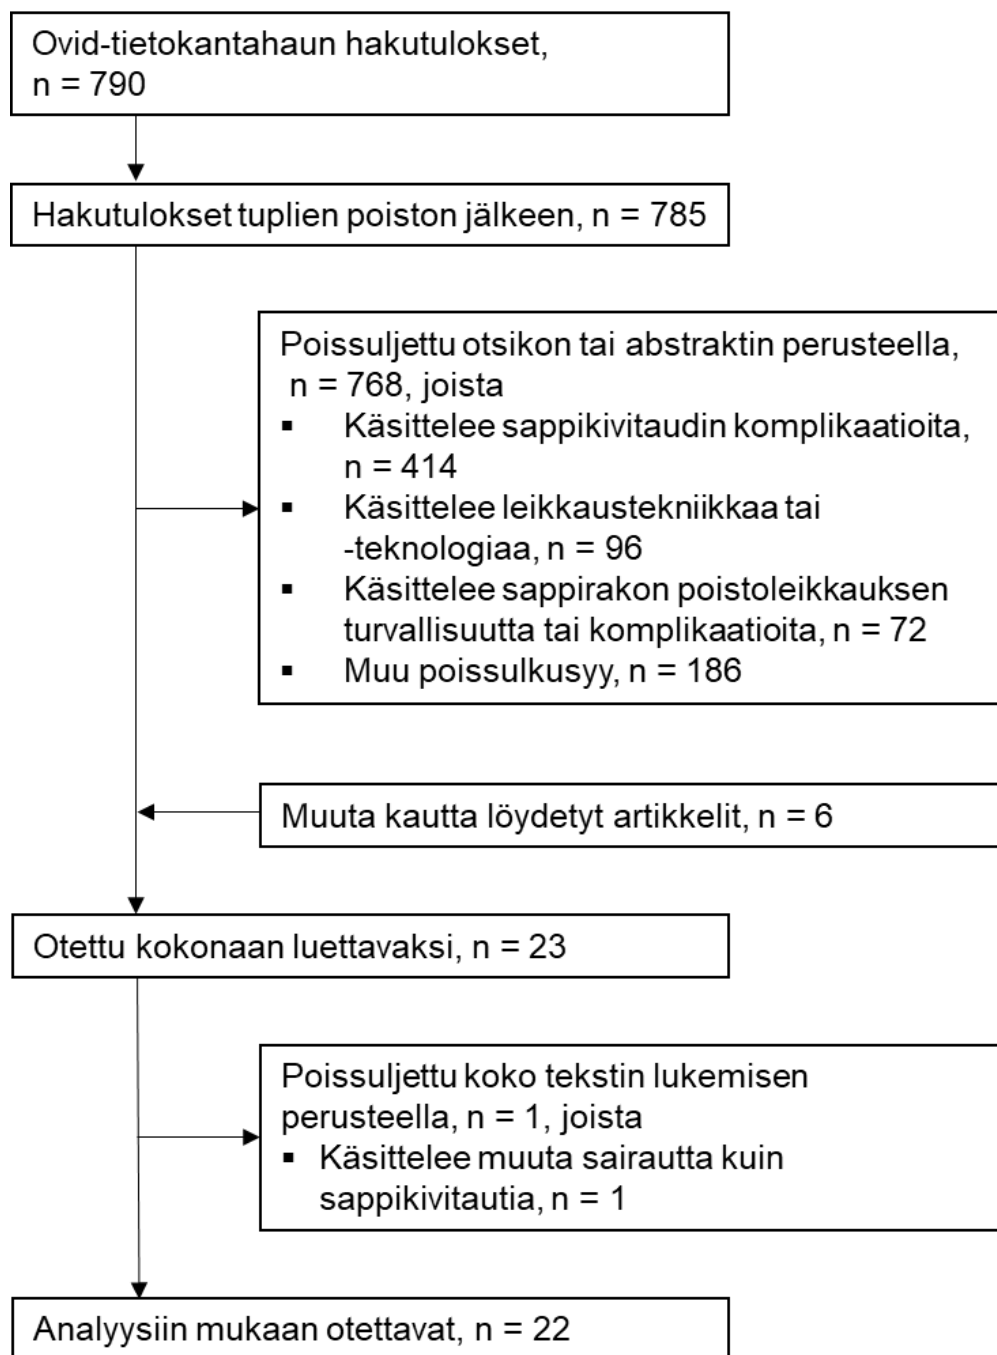 Ovid-tietokantahaun hakutulokset,
n = 790
Hakutulokset tuplien poiston jälkeen, n = 785
Poissuljettu otsikon tai abstraktin perusteella,
n = 768, joista
▪ Käsittelee sappikivitaudin komplikaatioita,
n = 414
▪ Käsittelee leikkaustekniikkaa tai
-teknologiaa, n = 96
▪ Käsittelee sappirakon poistoleikkauksen
turvallisuutta tai komplikaatioita, n = 72
▪ Muu poissulkusyy, n = 186
Muuta kautta löydetyt artikkelit, n = 6
Otettu kokonaan luettavaksi, n = 23
Poissuljettu koko tekstin lukemisen
perusteella, n = 1, joista
▪ Käsittelee muuta sairautta kuin
sappikivitautia, n = 1
Analyysiin mukaan otettavat, n = 22